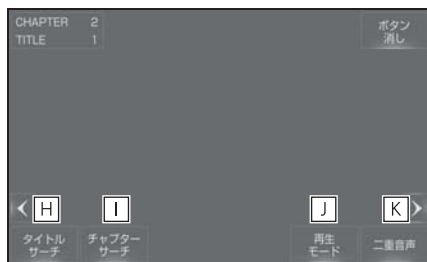 CHAPTER 2
ボタン
消し
TITLE 1
H
I
J
K
タイトル
サーチ
チャプター
サーチ
再生
モード
二重音声